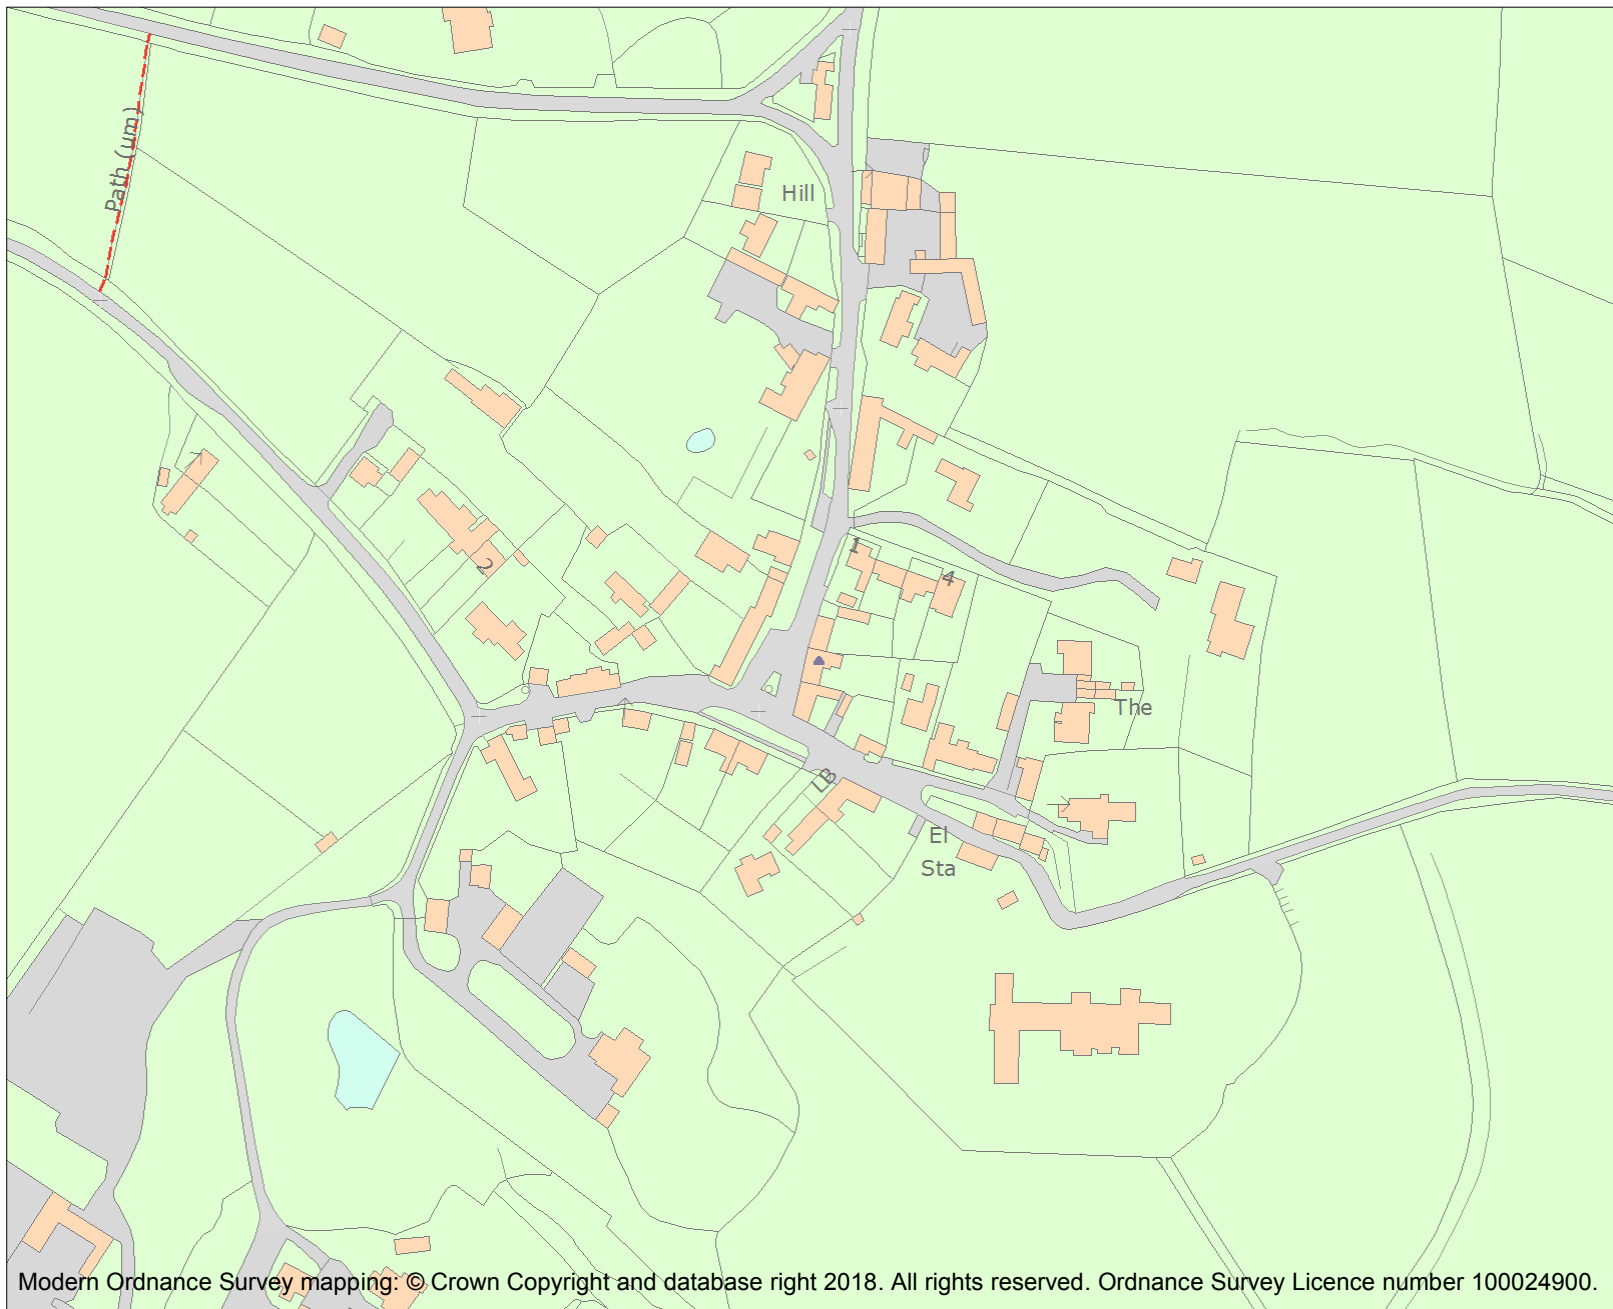 Path (um)
Hill
1
4
2
The
LB
El
Sta
Modern Ordnance Survey mapping: © Crown Copyright and database right 2018. All rights reserved. Ordnance Survey Licence number 100024900.